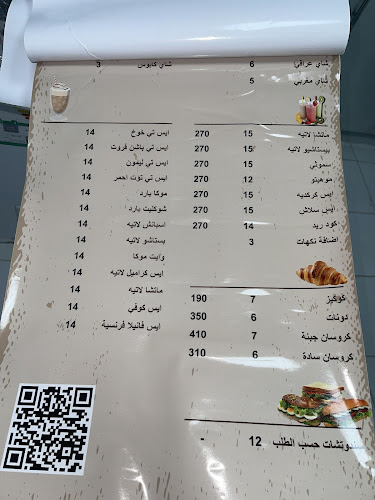 شاي عراقي 6
شاي مغربي 5
ماتشا لاتيه 15 270
بيستاشيو لاتيه 15 270
سموثي 15 270
موهيتو 12 270
ايس كركديه 15 270
ايس سلاش 15 270
كود ريد 14 270
اضافة نكهات 3
كوكيز 7 190
دونات 6 350
كروسان جبنة 7 410
كروسان سادة 6 310
دوتشات حسب الطلب 12 -
شاي كابوس 3
ايس تي خوخ 14
ايس تي باشن فروت 14
ايس تي ليمون 14
ايس تي توت احمر 14
موكا بارد 14
شوكليت بارد 14
اسبانش لاتيه 14
بستاشو لاتيه 14
وايت موكا 14
ايس كراميل لاتيه 14
ماتشا لاتيه 14
ايس كوفي 14
ايس فانيلا فرنسية 14